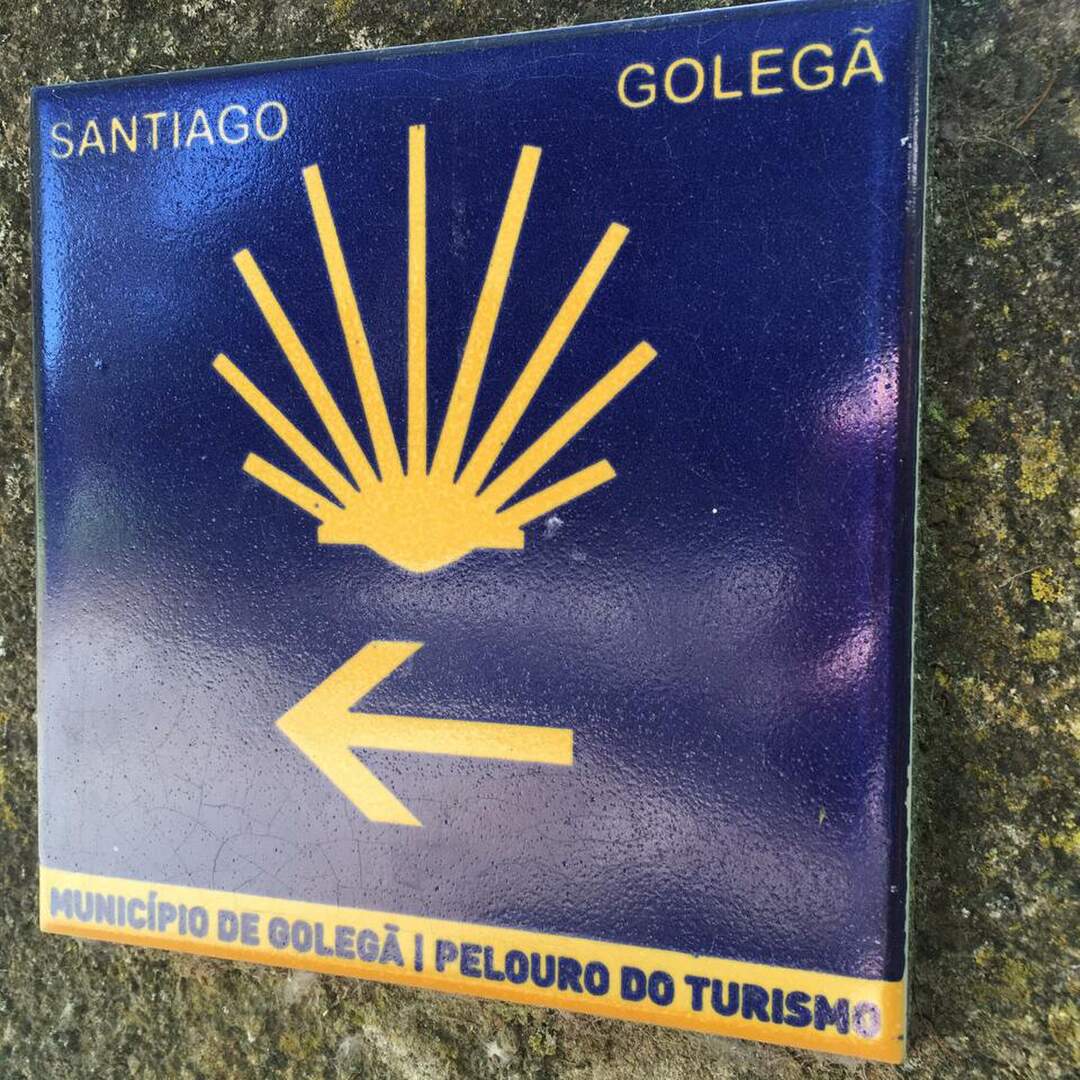 SANTIAGO
GOLEGÃ
MUNICÍPIO DE GOLEGÃ | PELOURO DO TURISMO